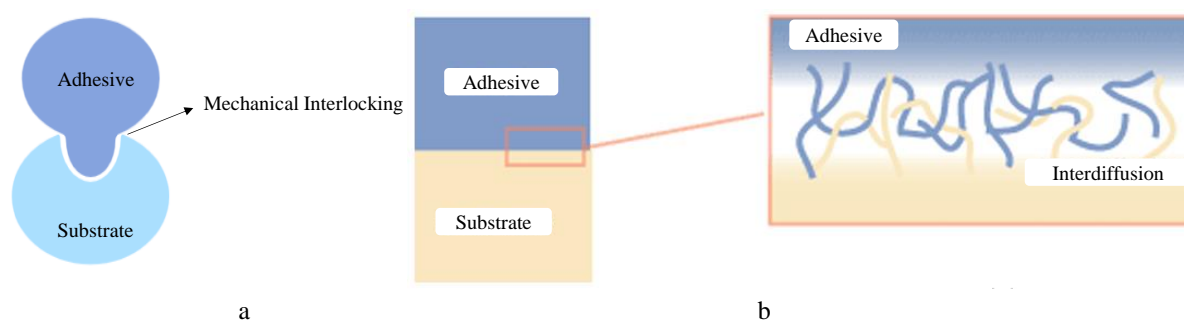 Adhesive
Mechanical Interlocking
Substrate
a
Adhesive
Substrate
Adhesive
Interdiffusion
b